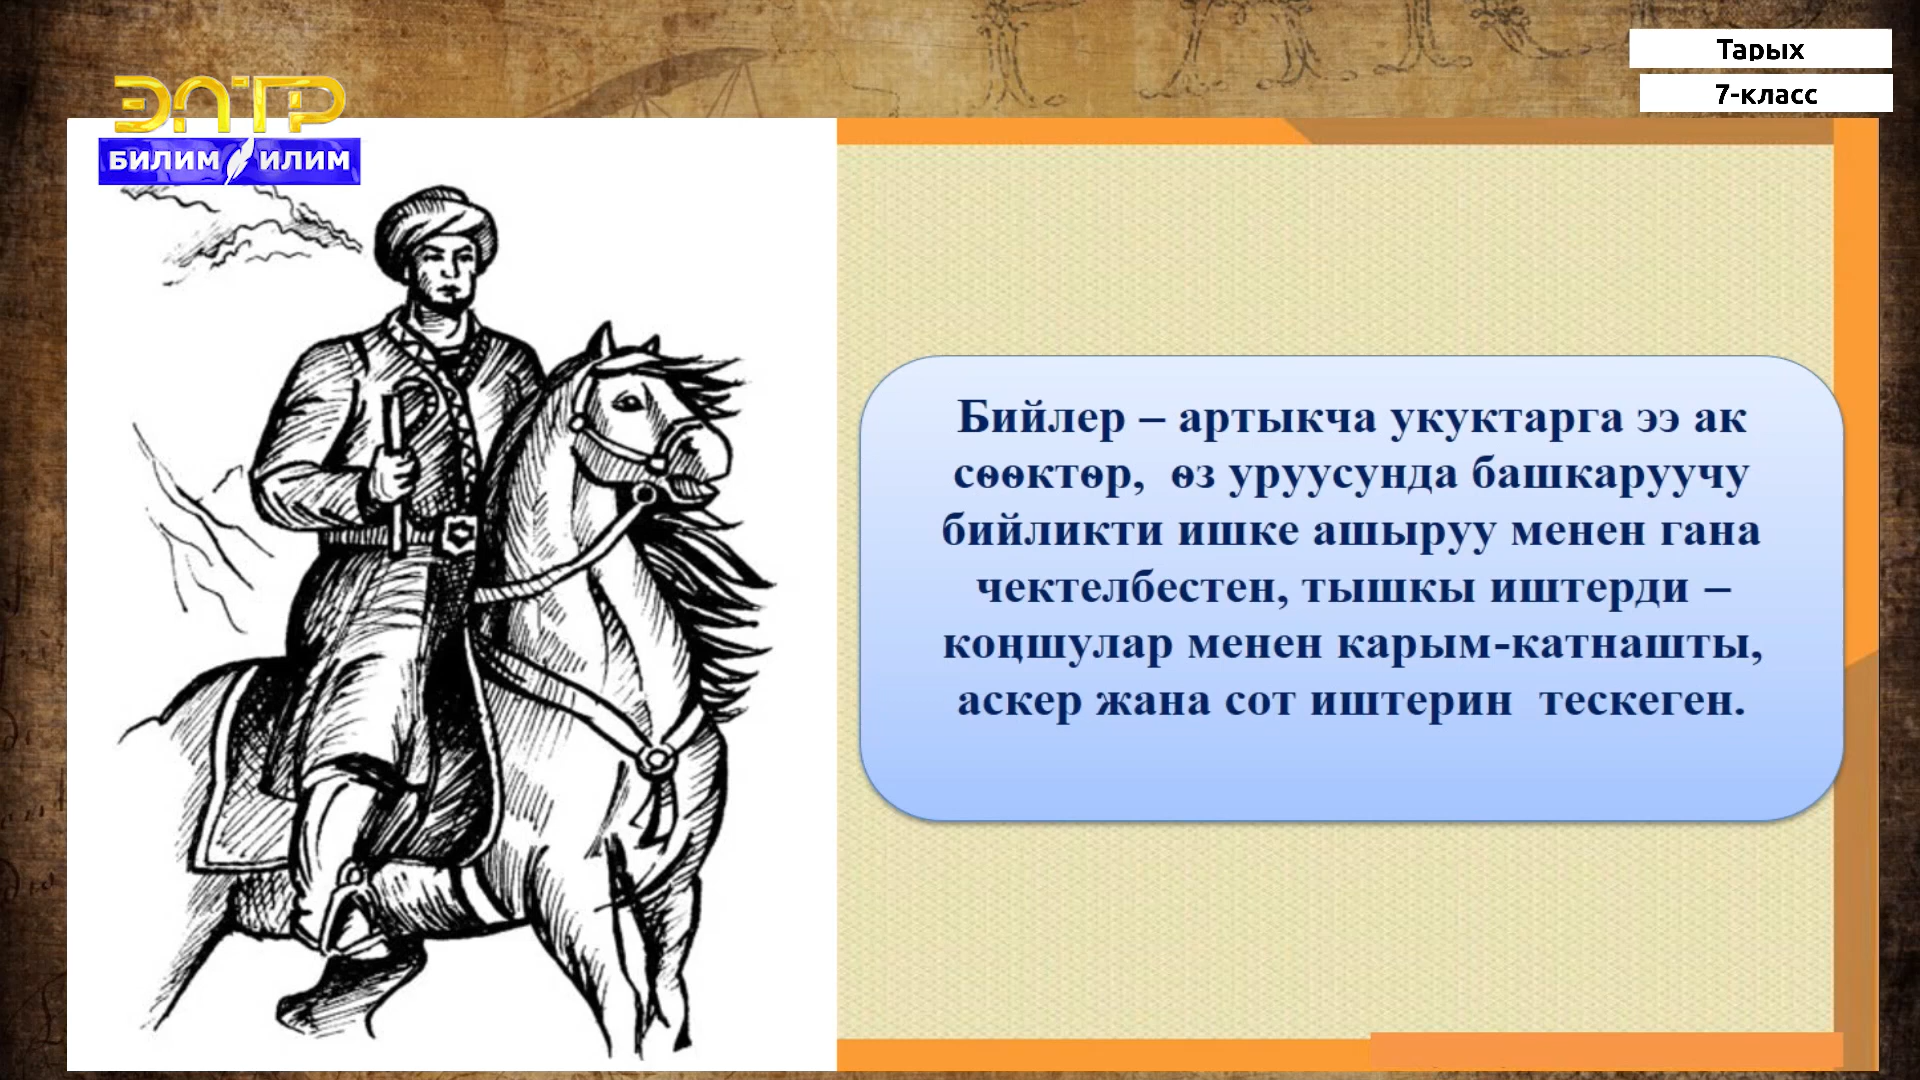 Тарых
7-класс
ЭЛТР
БИЛИМ ИЛИМ
Бийлер – артыкча укуктарга ээ ак
сөөктөр, өз уруусунда башкаруучу
бийликти ишке ашыруу менен гана
чектелбестен, тышкы иштерди –
коңшулар менен карым-катнашты,
аскер жана сот иштерин тескеген.